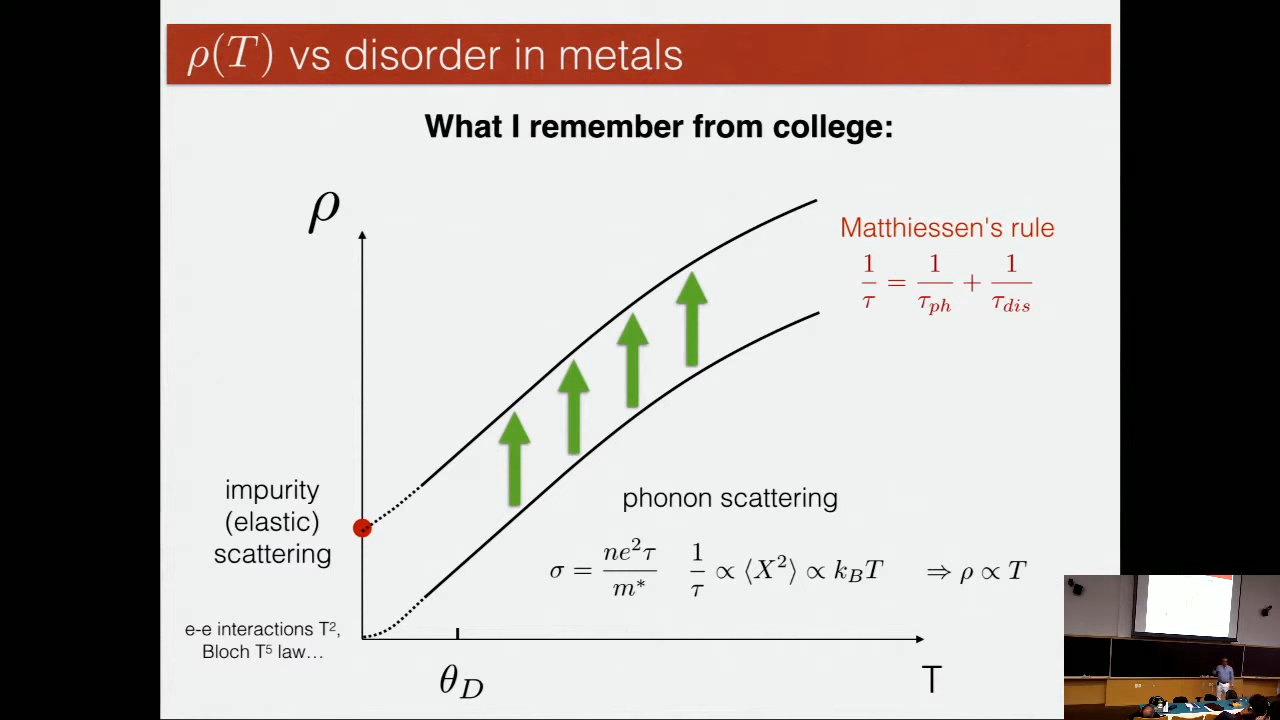 ρ(T) vs disorder in metals
What I remember from college:
ρ
Matthiessen's rule
1/τ = 1/τ_ph + 1/τ_dis
impurity
(elastic)
scattering
phonon scattering
σ = ne²τ/m* 1/τ ∝ ⟨X²⟩ ∝ k_BT ⇒ ρ ∝ T
e-e interactions T²,
Bloch T⁵ law…
θ_D
T